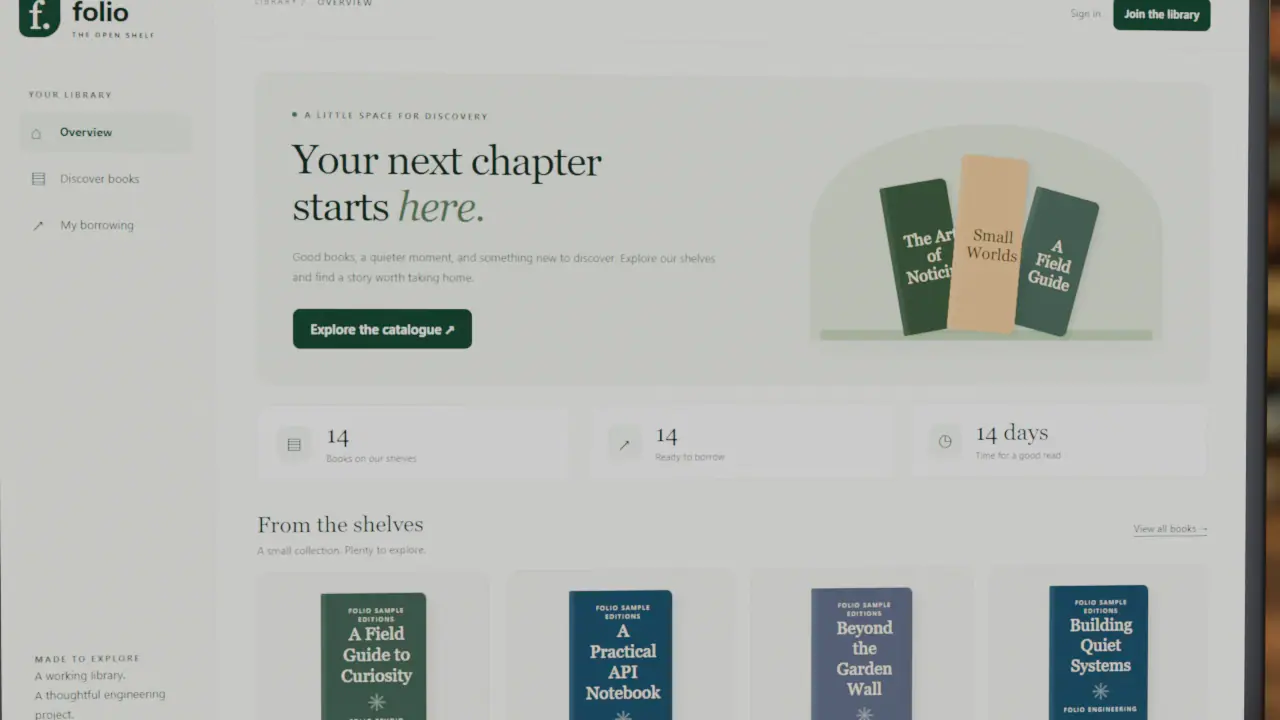 f.
folio
THE OPEN SHELF
LIBRARY / OVERVIEW
Sign in
Join the library
YOUR LIBRARY
Overview
Discover books
My borrowing
A LITTLE SPACE FOR DISCOVERY
Your next chapter
starts here.
Good books, a quieter moment, and something new to discover. Explore our shelves
and find a story worth taking home.
Explore the catalogue ↗
The Art
of
Noticin
Small
Worlds
A
Field
Guide
14
Books on our shelves
14
Ready to borrow
14 days
Time for a good read
From the shelves
A small collection. Plenty to explore.
View all books →
FOLIO SAMPLE
EDITIONS
A Field
Guide to
Curiosity
FOLIO STUDIO
FOLIO SAMPLE
EDITIONS
A
Practical
API
Notebook
FOLIO SAMPLE
EDITIONS
Beyond
the
Garden
Wall
FOLIO SAMPLE
EDITIONS
Building
Quiet
Systems
FOLIO ENGINEERING
MADE TO EXPLORE
A working library.
A thoughtful engineering
project.